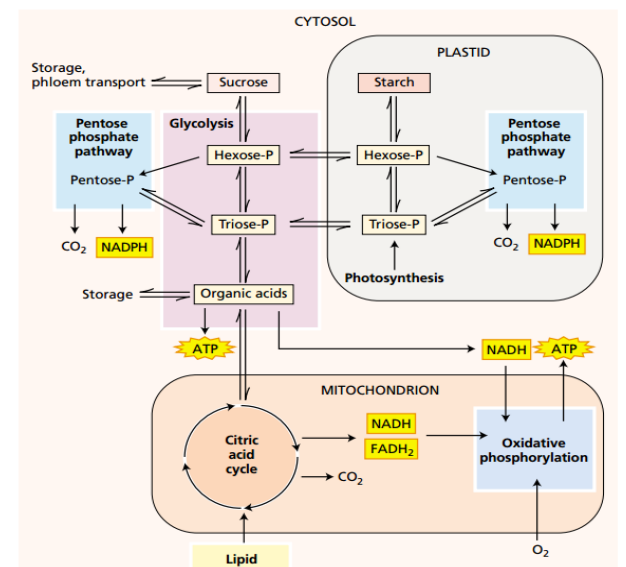 CYTOSOL
PLASTID
Storage,
phloem transport
Sucrose
Starch
Pentose
phosphate
pathway
Glycolysis
Pentose
phosphate
pathway
Hexose-P
Hexose-P
Pentose-P
Pentose-P
Triose-P
Triose-P
CO2
NADPH
CO2
NADPH
Photosynthesis
Storage
Organic acids
ATP
NADH
ATP
MITOCHONDRION
NADH
FADH2
Citric
acid
cycle
Oxidative
phosphorylation
CO2
O2
Lipid